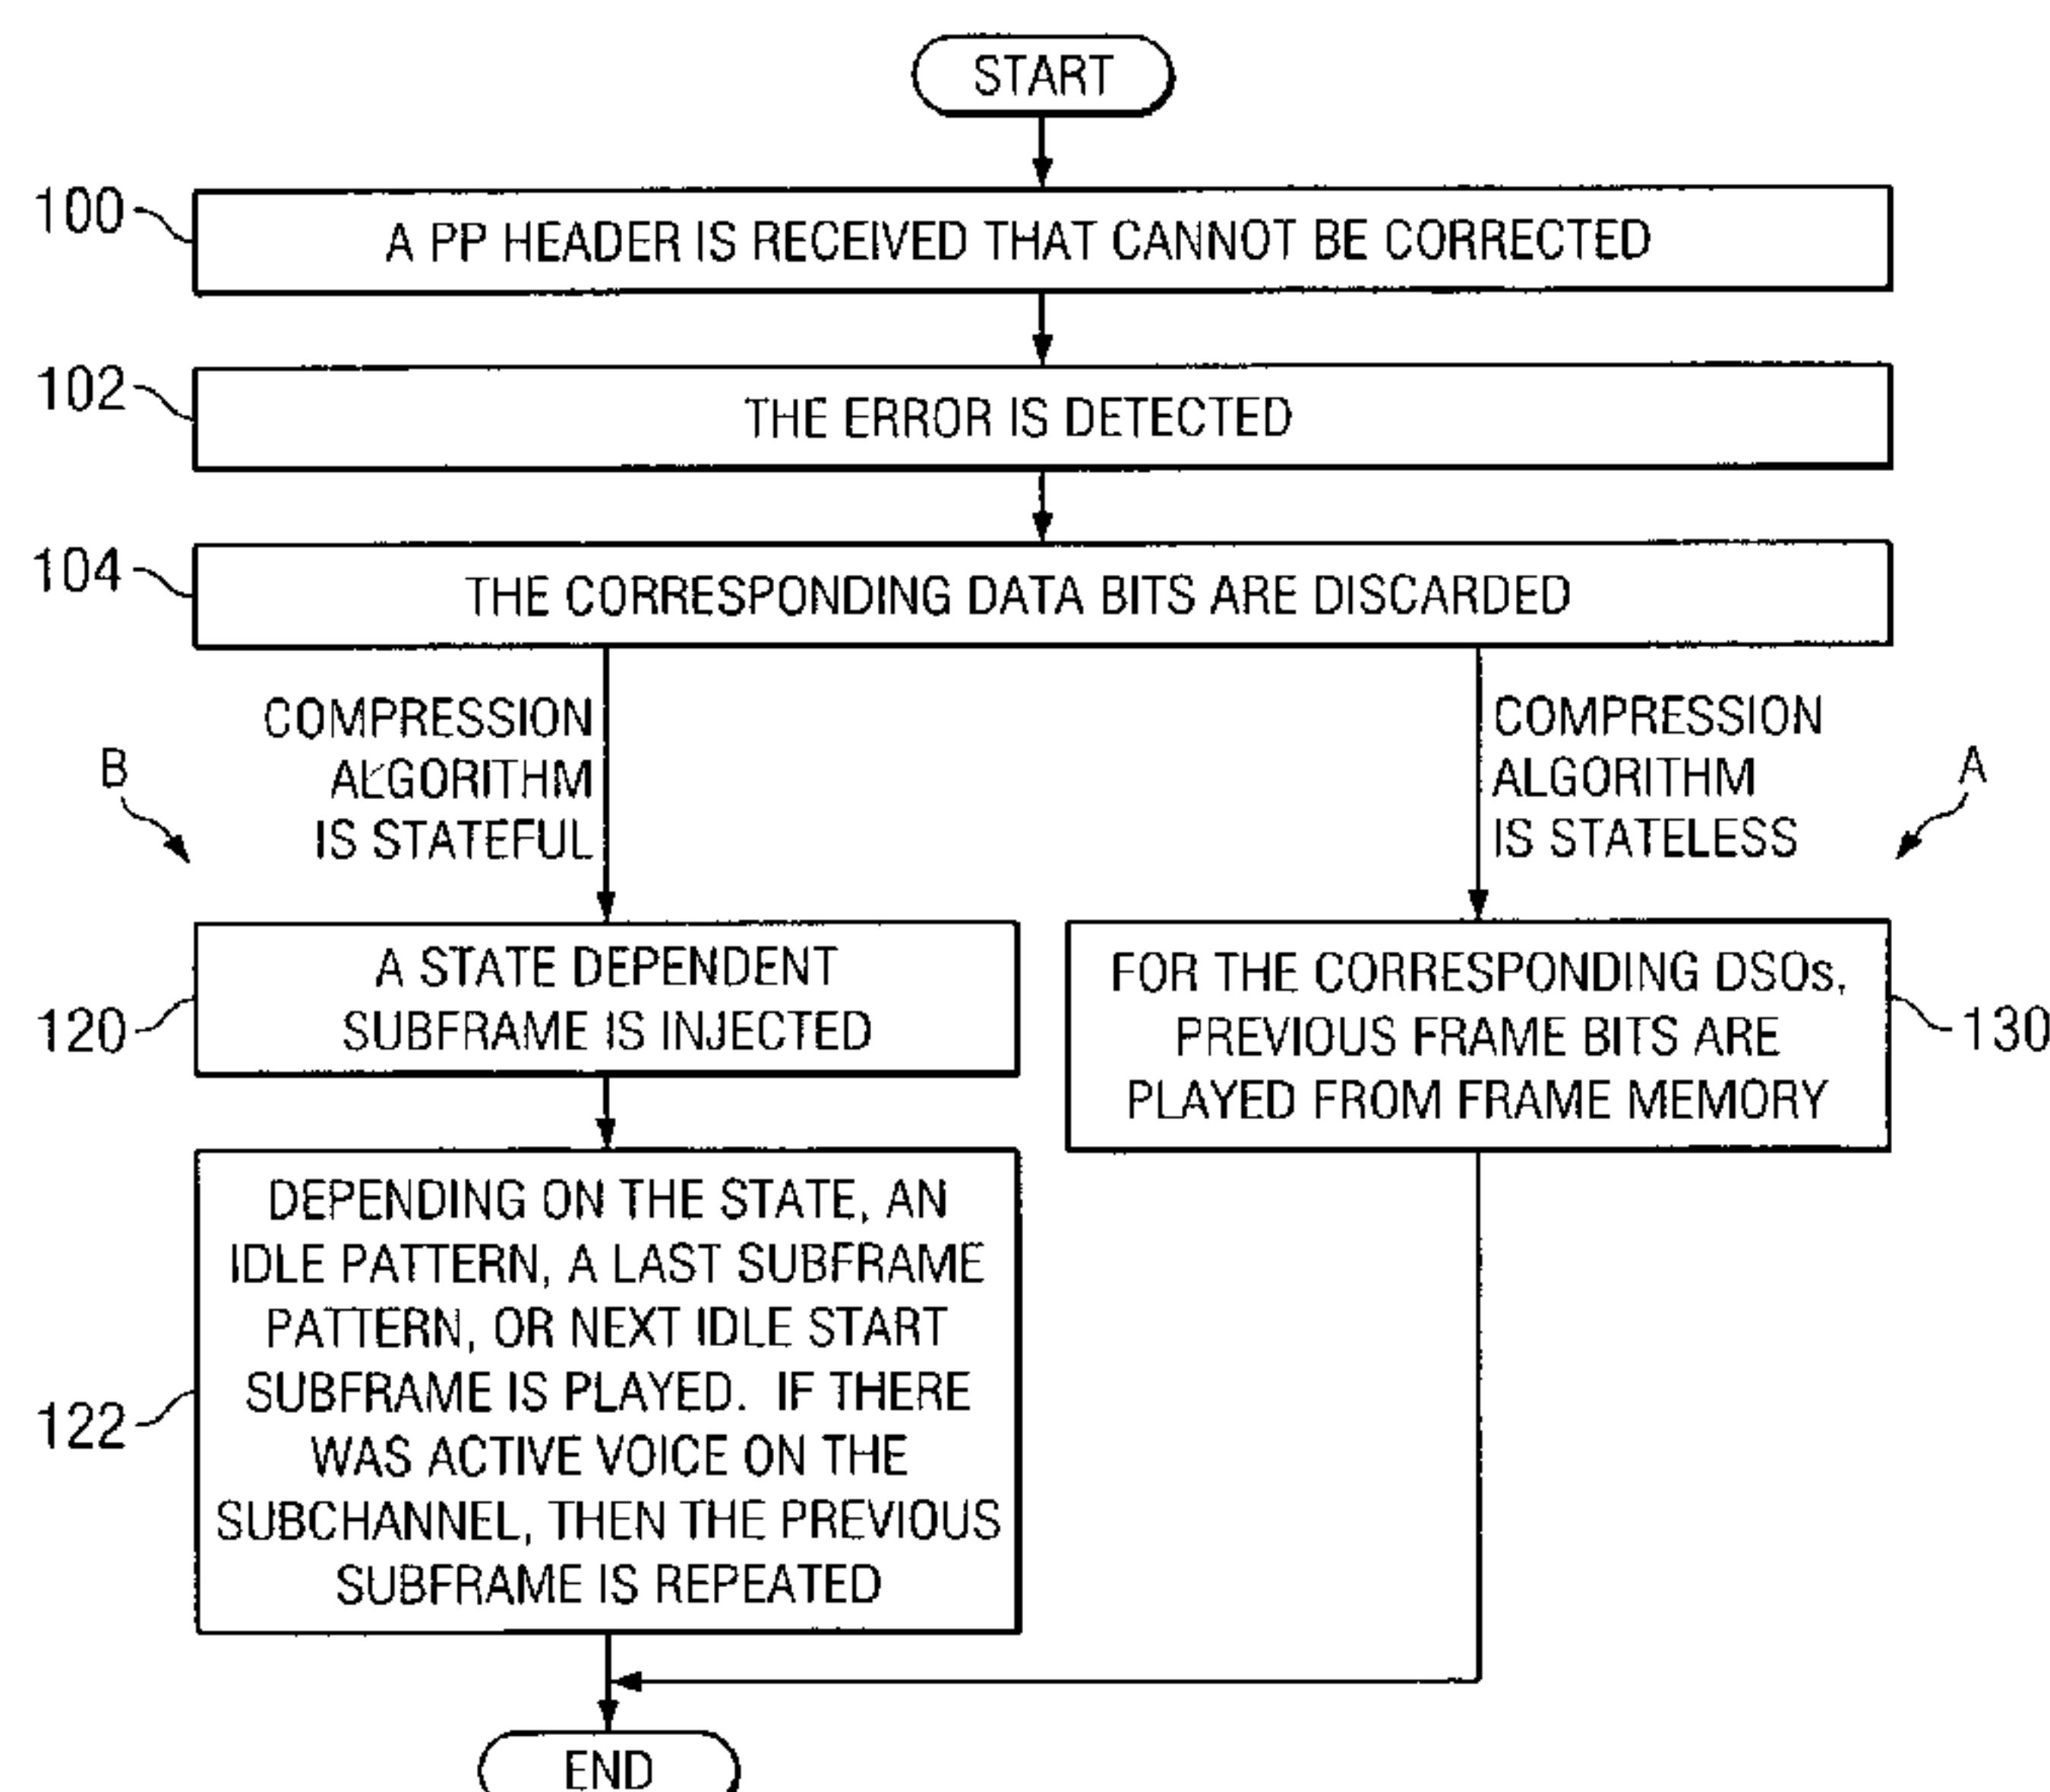 START
100
A PP HEADER IS RECEIVED THAT CANNOT BE CORRECTED
102
THE ERROR IS DETECTED
104
THE CORRESPONDING DATA BITS ARE DISCARDED
COMPRESSION
ALGORITHM
IS STATEFUL
B
COMPRESSION
ALGORITHM
IS STATELESS
A
120
A STATE DEPENDENT
SUBFRAME IS INJECTED
FOR THE CORRESPONDING DSOs,
PREVIOUS FRAME BITS ARE
PLAYED FROM FRAME MEMORY
130
122
DEPENDING ON THE STATE, AN
IDLE PATTERN, A LAST SUBFRAME
PATTERN, OR NEXT IDLE START
SUBFRAME IS PLAYED. IF THERE
WAS ACTIVE VOICE ON THE
SUBCHANNEL, THEN THE PREVIOUS
SUBFRAME IS REPEATED
END